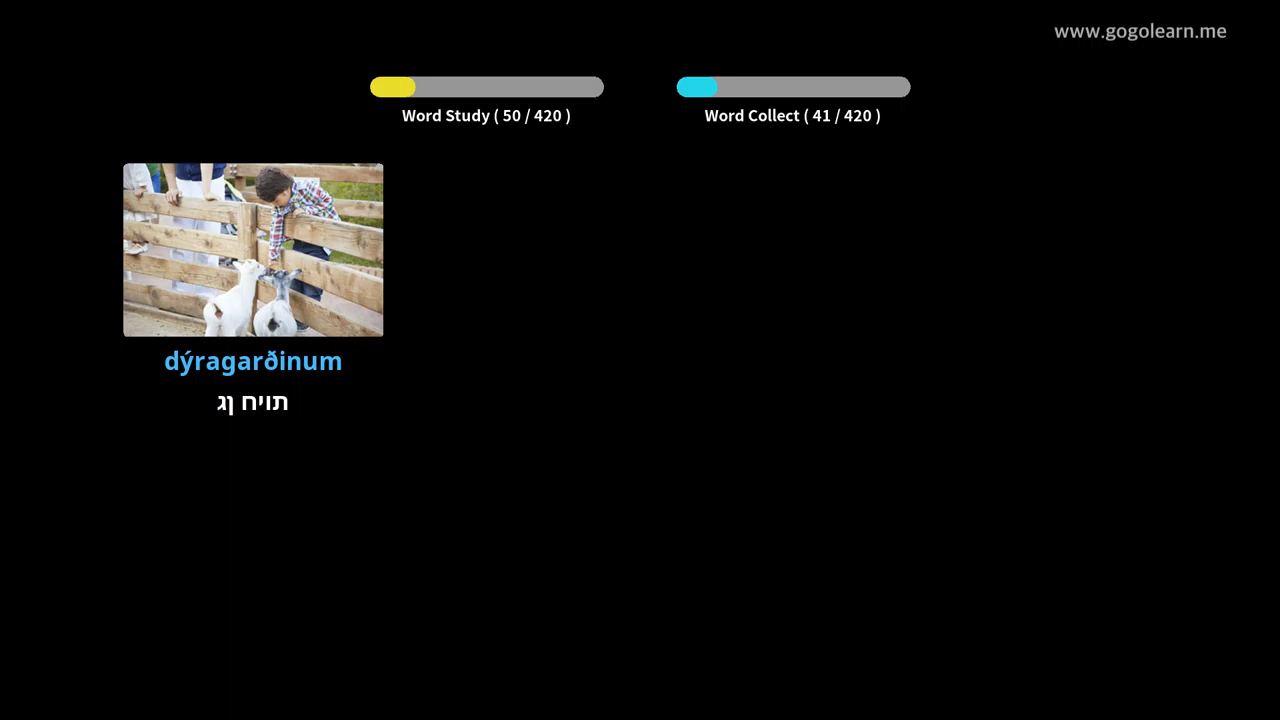 www.gogolearn.me
Word Study ( 50 / 420 )
Word Collect ( 41 / 420 )
dýragarðinum
גן חיות